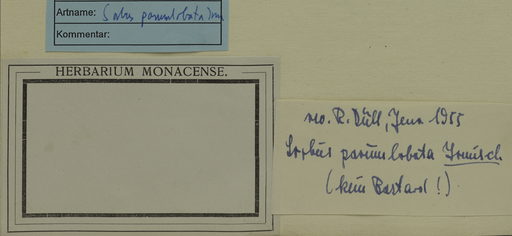 Artname: Sorbus parumlobata Irm
Kommentar:
HERBARIUM MONACENSE.
rev. R. Düll, Jena 1955
Sorbus parumlobata Irmisch.
(kein Bastard!)